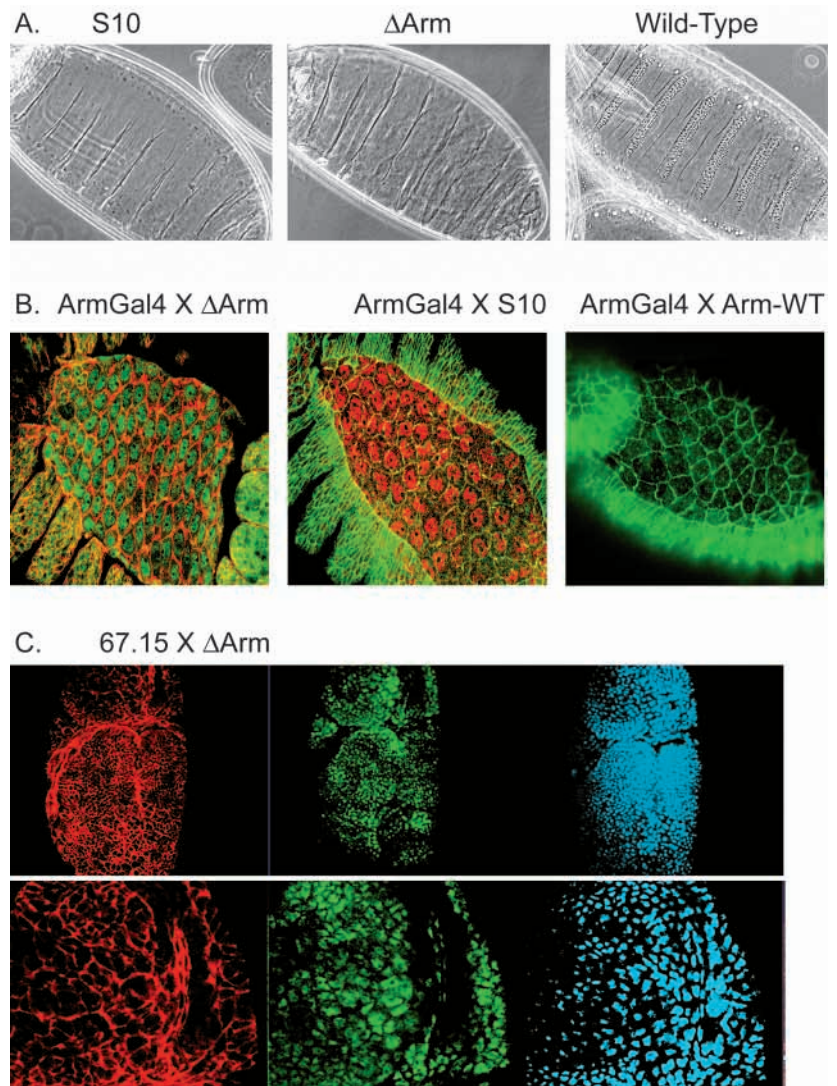 A. S10 ΔArm Wild-Type
B. ArmGal4 X ΔArm ArmGal4 X S10 ArmGal4 X Arm-WT
C. 67.15 X ΔArm